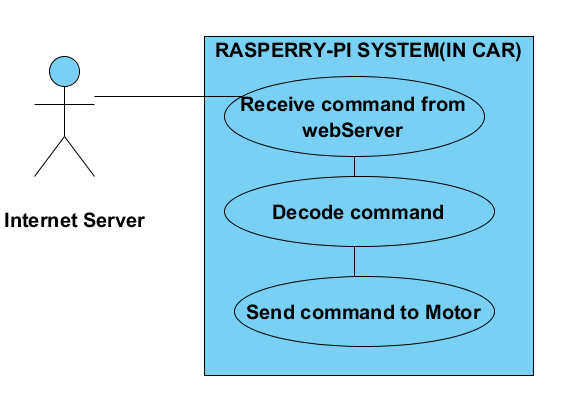 RASPERRY-PI SYSTEM(IN CAR)
Receive command from
webServer
Decode command
Internet Server
Send command to Motor